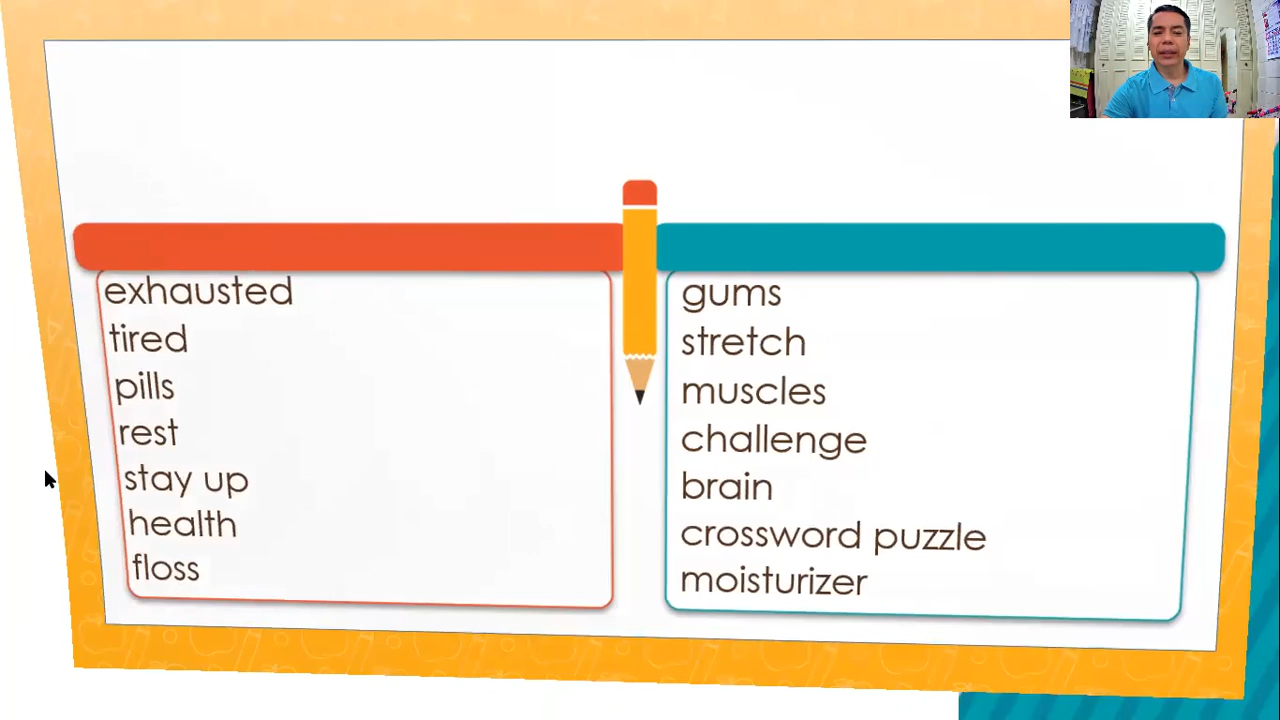 exhausted
tired
pills
rest
stay up
health
floss
gums
stretch
muscles
challenge
brain
crossword puzzle
moisturizer